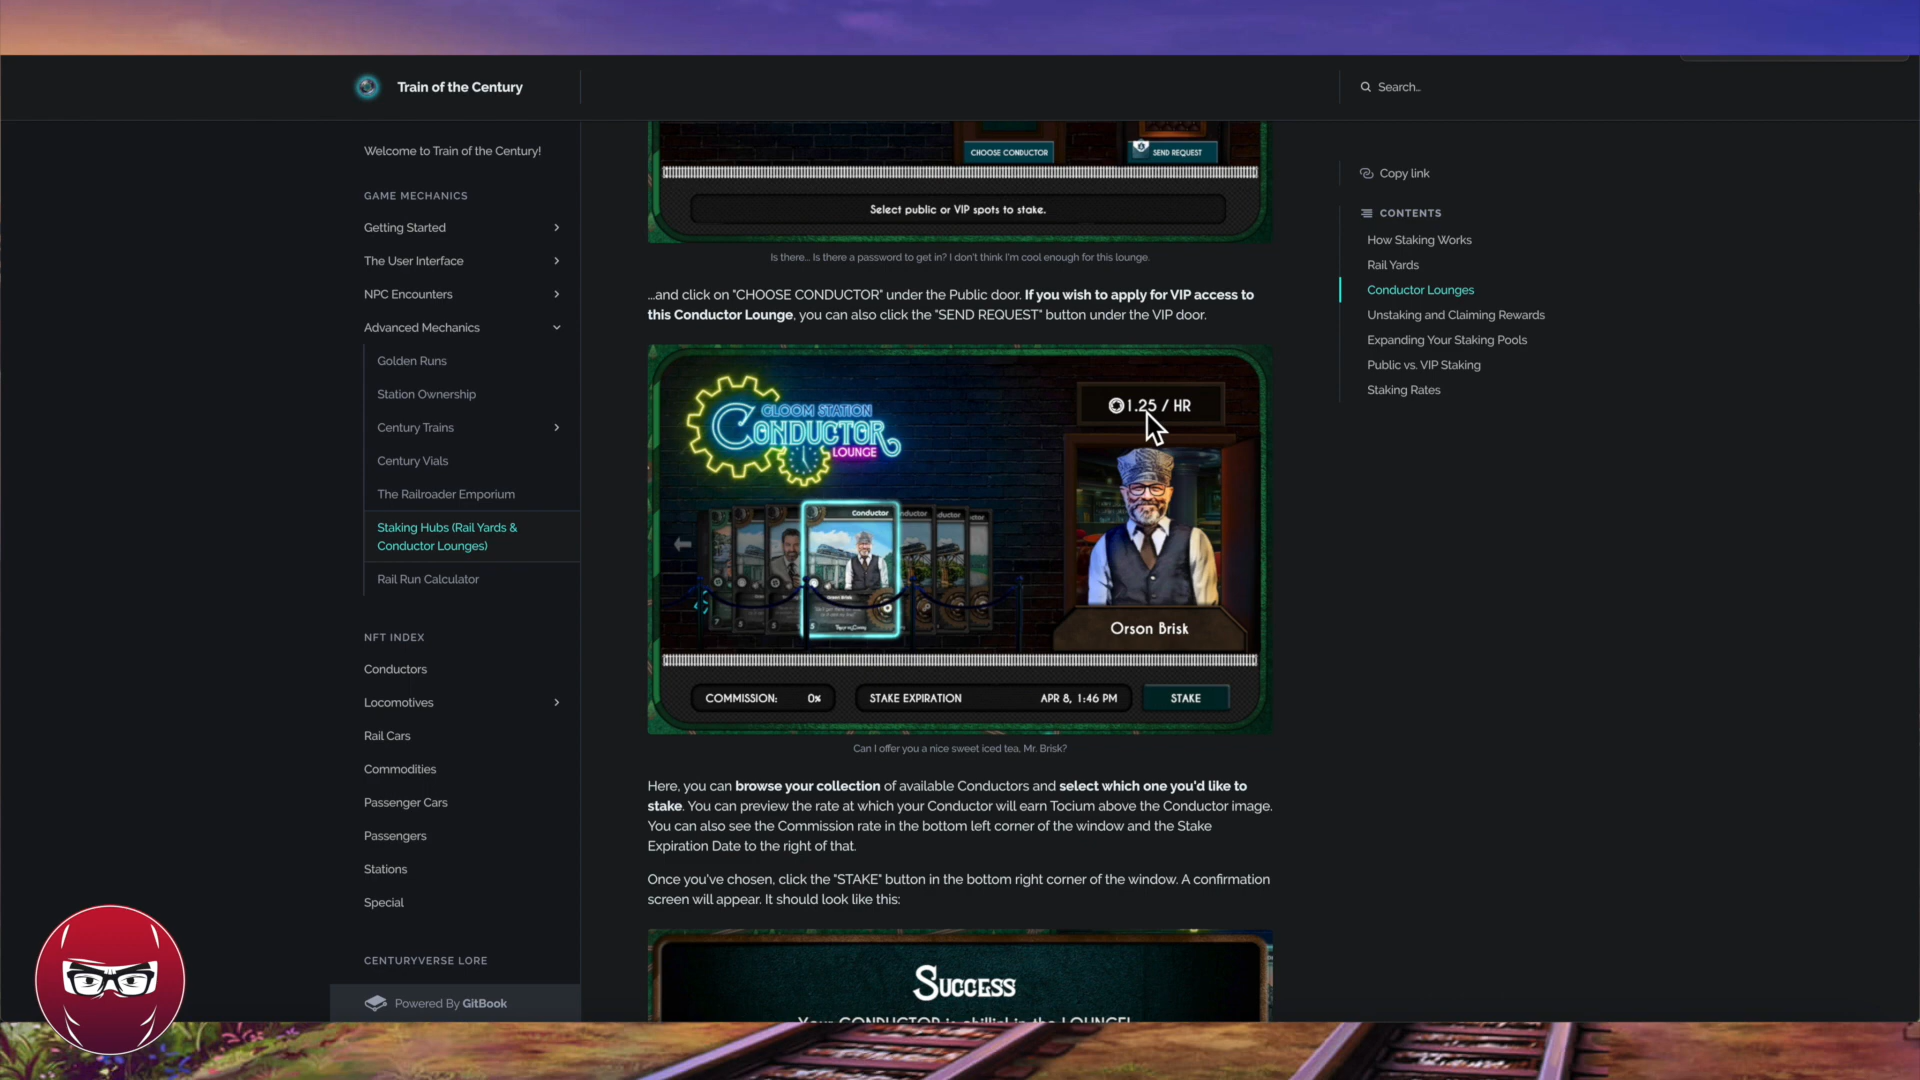 Train of the Century
Search..
Welcome to Train of the Century!
GAME MECHANICS
Getting Started
The User Interface
NPC Encounters
Advanced Mechanics
Golden Runs
Station Ownership
Century Trains
Century Vials
The Railroader Emporium
Staking Hubs (Rail Yards &
Conductor Lounges)
Rail Run Calculator
NFT INDEX
Conductors
Locomotives
Rail Cars
Commodities
Passenger Cars
Passengers
Stations
Special
CENTURYVERSE LORE
Powered By GitBook
CHOOSE CONDUCTOR
SEND REQUEST
Select public or VIP spots to stake.
Is there... Is there a password to get in? I don't think I'm cool enough for this lounge.
...and click on "CHOOSE CONDUCTOR" under the Public door. If you wish to apply for VIP access to
this Conductor Lounge, you can also click the "SEND REQUEST" button under the VIP door.
GLOOM STATION
CONDUCTOR
LOUNGE
1.25 / HR
Conductor
Orson Brisk
COMMISSION: 0%
STAKE EXPIRATION APR 8, 1:46 PM
STAKE
Can I offer you a nice sweet iced tea, Mr. Brisk?
Here, you can browse your collection of available Conductors and select which one you'd like to
stake. You can preview the rate at which your Conductor will earn Tocium above the Conductor image.
You can also see the Commission rate in the bottom left corner of the window and the Stake
Expiration Date to the right of that.
Once you've chosen, click the "STAKE" button in the bottom right corner of the window. A confirmation
screen will appear. It should look like this:
SUCCESS
Your CONDUCTOR is chillin' in the LOUNGE!
Copy link
CONTENTS
How Staking Works
Rail Yards
Conductor Lounges
Unstaking and Claiming Rewards
Expanding Your Staking Pools
Public vs. VIP Staking
Staking Rates